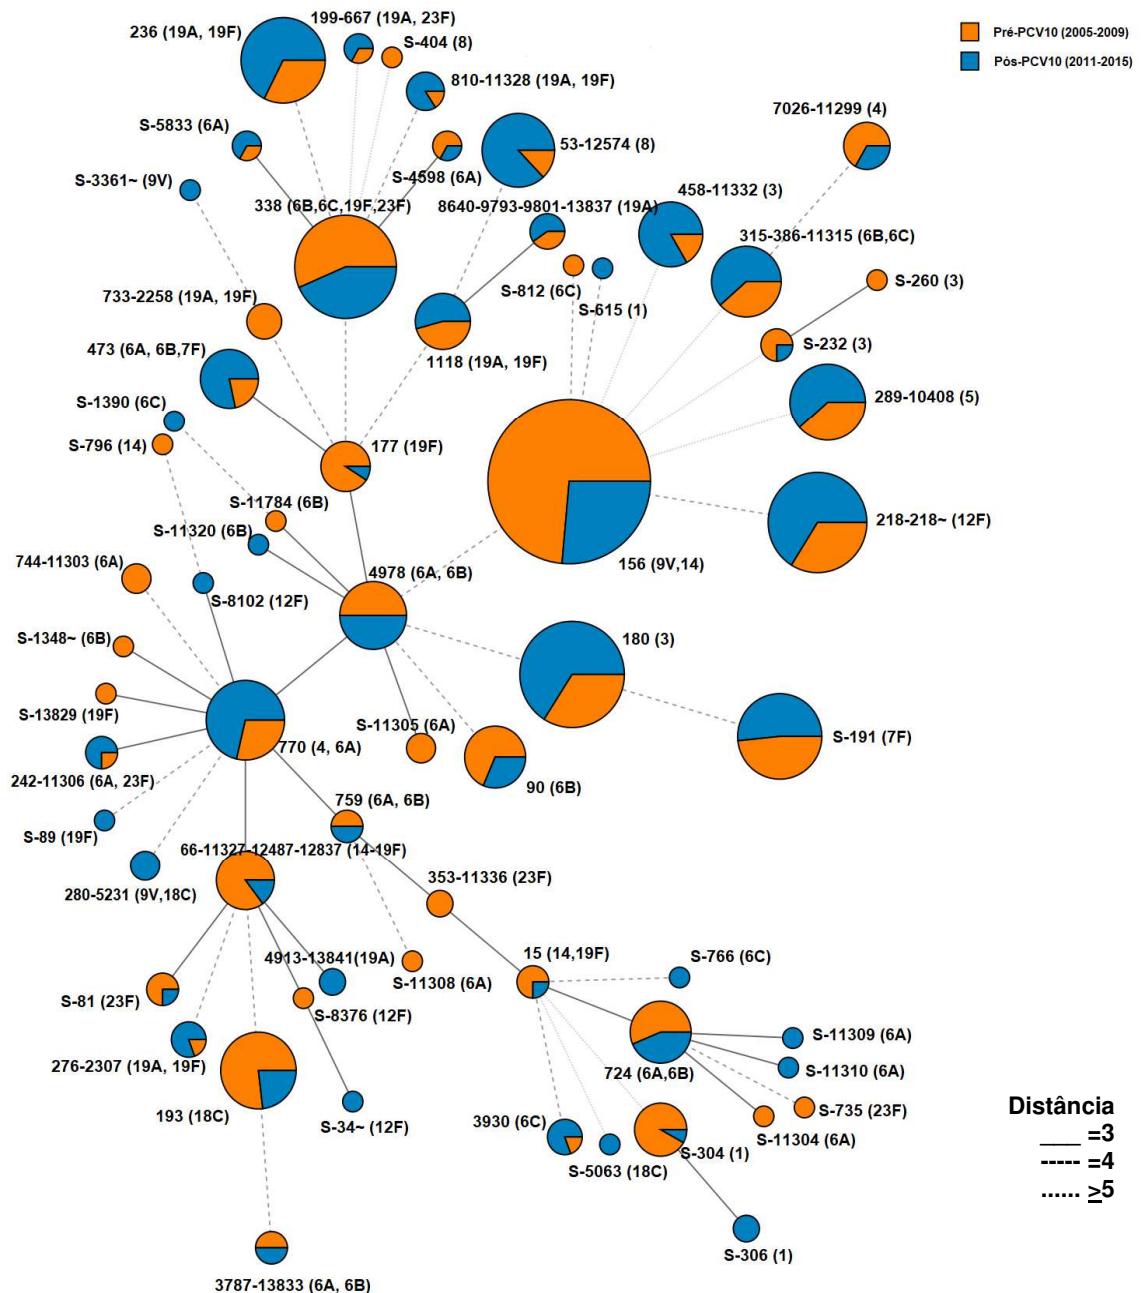 199-667 (19A, 23F)
236 (19A, 19F)
S-404 (8)
Pré-PCV10 (2005-2009)
Pós-PCV10 (2011-2015)
810-11328 (19A, 19F)
7026-11299 (4)
S-5833 (6A)
53-12574 (8)
S-4598 (6A)
S-3361~ (9V)
458-11332 (3)
338 (6B,6C,19F,23F)
8640-9793-9801-13837 (19A)
315-386-11315 (6B,6C)
S-260 (3)
S-812 (6C)
733-2258 (19A, 19F)
S-615 (1)
S-232 (3)
473 (6A, 6B,7F)
1118 (19A, 19F)
289-10408 (5)
S-1390 (6C)
S-796 (14)
177 (19F)
S-11784 (6B)
218-218~ (12F)
S-11320 (6B)
744-11303 (6A)
156 (9V,14)
4978 (6A, 6B)
S-8102 (12F)
S-1348~ (6B)
180 (3)
S-13829 (19F)
S-11305 (6A)
S-191 (7F)
770 (4, 6A)
242-11306 (6A, 23F)
90 (6B)
759 (6A, 6B)
S-89 (19F)
66-11327-12487-12837 (14-19F)
353-11336 (23F)
280-5231 (9V,18C)
15 (14,19F)
S-766 (6C)
4913-13841(19A)
S-11308 (6A)
S-81 (23F)
S-8376 (12F)
S-11309 (6A)
276-2307 (19A, 19F)
S-11310 (6A)
724 (6A,6B)
S-735 (23F)
193 (18C)
S-34~ (12F)
3930 (6C)
S-11304 (6A)
S-304 (1)
S-5063 (18C)
Distância
___ =3
----- =4
...... ≥5
S-306 (1)
3787-13833 (6A, 6B)